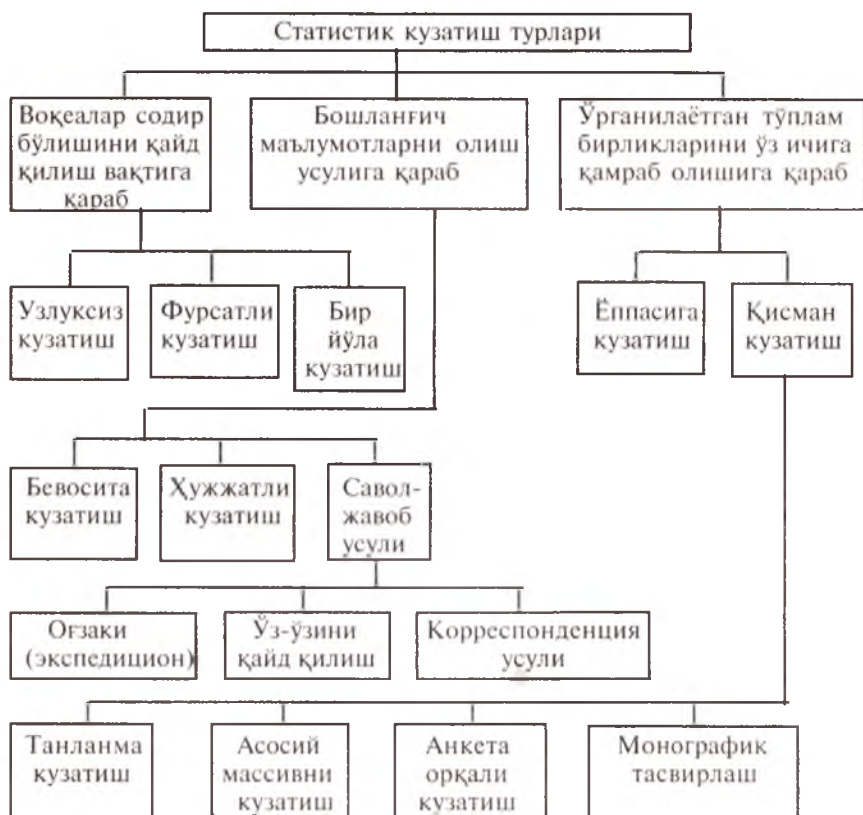 Статистик кузатиш турлари
Воқеалар содир
бўлишини қайд
қилиш вақтига
қараб
Бошланғич
маълумотларни олиш
усулига қараб
Ўрганилаётган тўплам
бирликларини ўз ичига
қамраб олишига қараб
Узлуксиз
кузатиш
Фурсатли
кузатиш
Бир
йўла
кузатиш
Ёппасига
кузатиш
Қисман
кузатиш
Бевосита
кузатиш
Ҳужжатли
кузатиш
Савол-
жавоб
усули
Оғзаки
(экспедицион)
Ўз-ўзини
қайд қилиш
Корреспонденция
усули
Танланма
кузатиш
Асосий
массивни
кузатиш
Анкета
орқали
кузатиш
Монографик
тасвирлаш